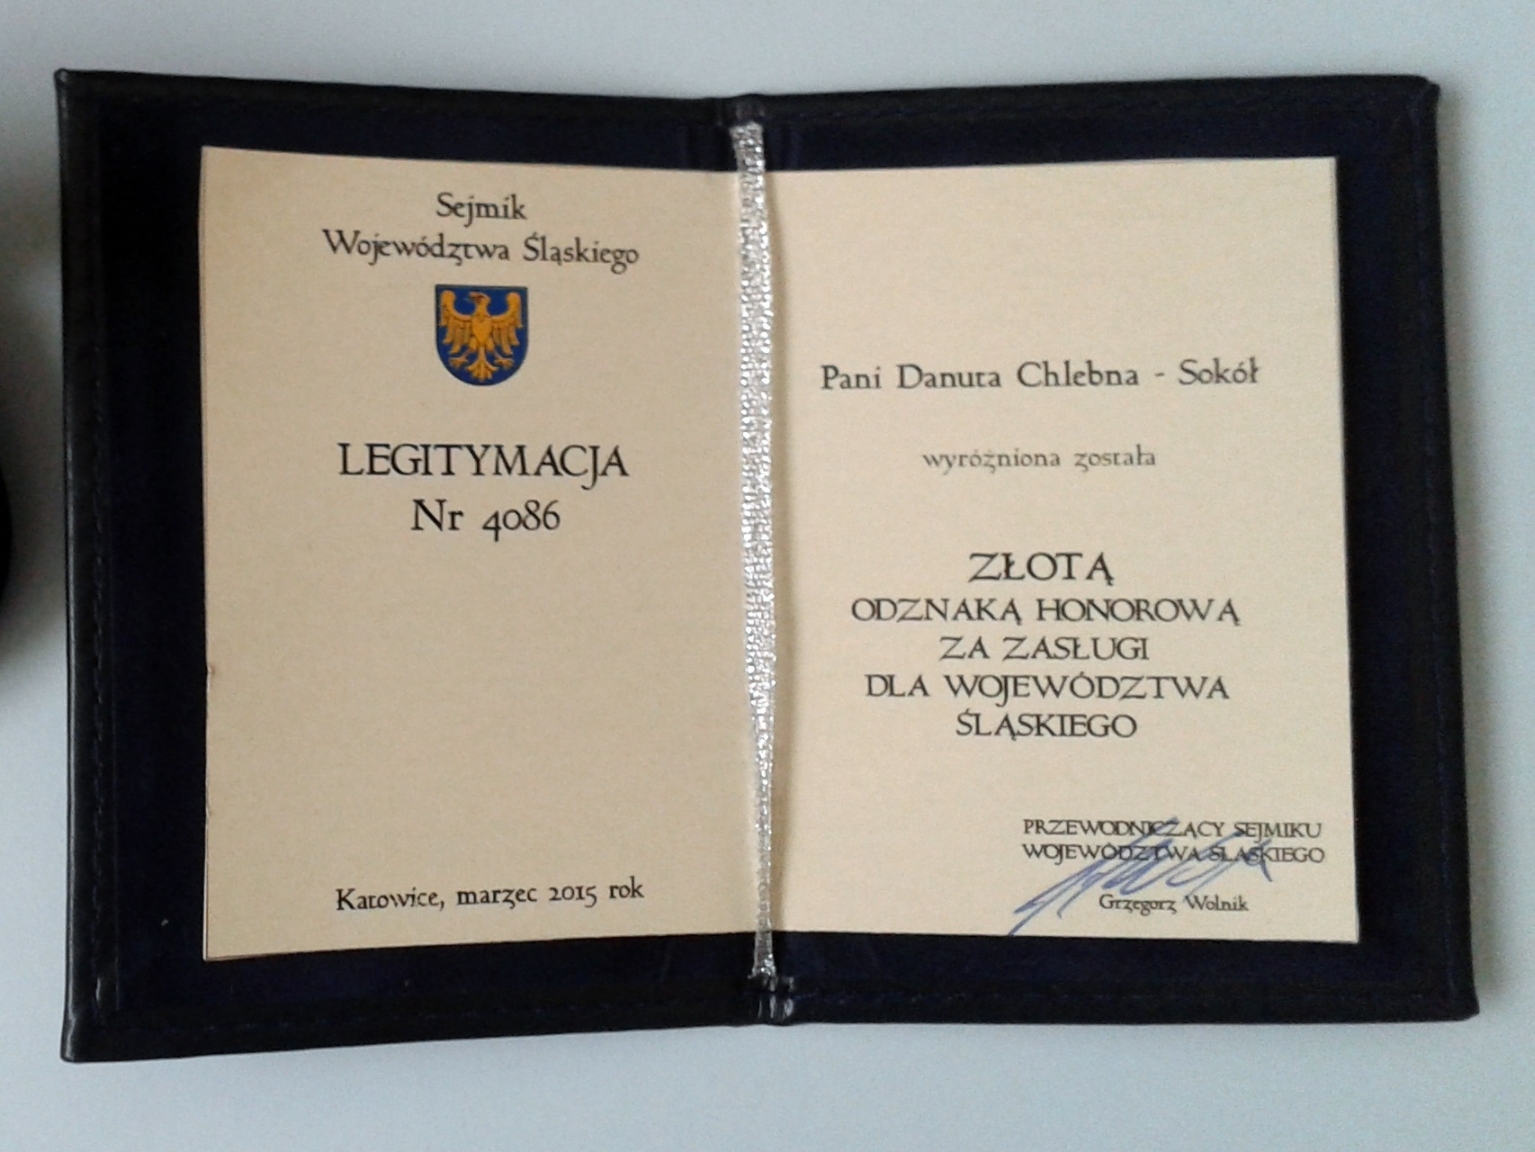 Sejmik
Województwa Śląskiego
LEGITYMACJA
Nr 4086
Katowice, marzec 2015 rok
Pani Danuta Chlebna - Sokół
wyróżniona została
ZŁOTĄ
ODZNAKĄ HONOROWĄ
ZA ZASŁUGI
DLA WOJEWÓDZTWA
ŚLĄSKIEGO
PRZEWODNICZĄCY SEJMIKU
WOJEWÓDZTWA ŚLĄSKIEGO
Grzegorz Wolnik